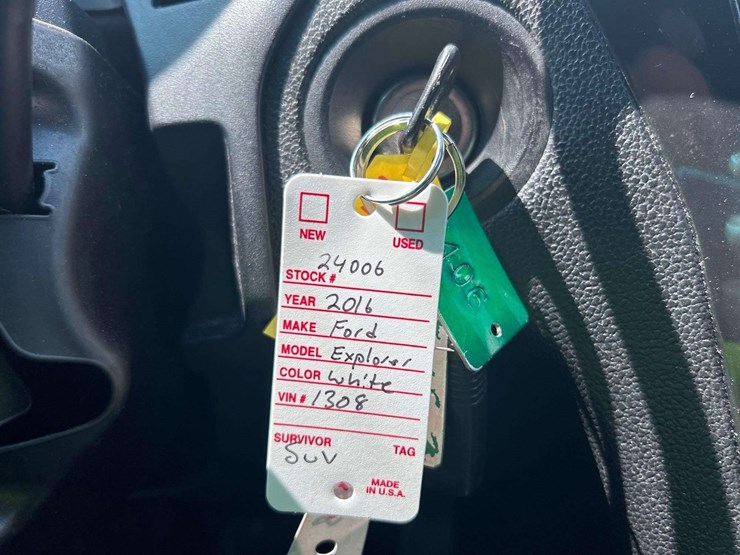 NEW USED
STOCK # 24006
YEAR 2016
MAKE Ford
MODEL Explorer
COLOR White
VIN # 1308
SURVIVOR TAG
SUV
MADE
IN U.S.A.